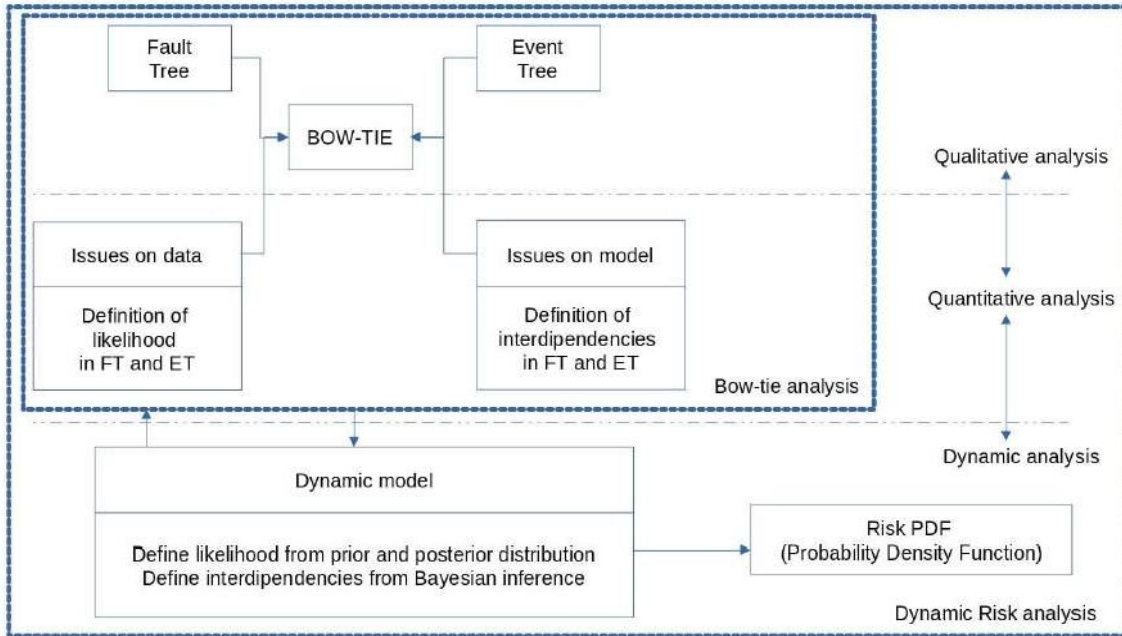 Fault
Tree
Event
Tree
BOW-TIE
Qualitative analysis
Issues on data
Issues on model
Definition of
likelihood
in FT and ET
Definition of
interdipendencies
in FT and ET
Quantitative analysis
Bow-tie analysis
Dynamic analysis
Dynamic model
Define likelihood from prior and posterior distribution
Define interdipendencies from Bayesian inference
Risk PDF
(Probability Density Function)
Dynamic Risk analysis